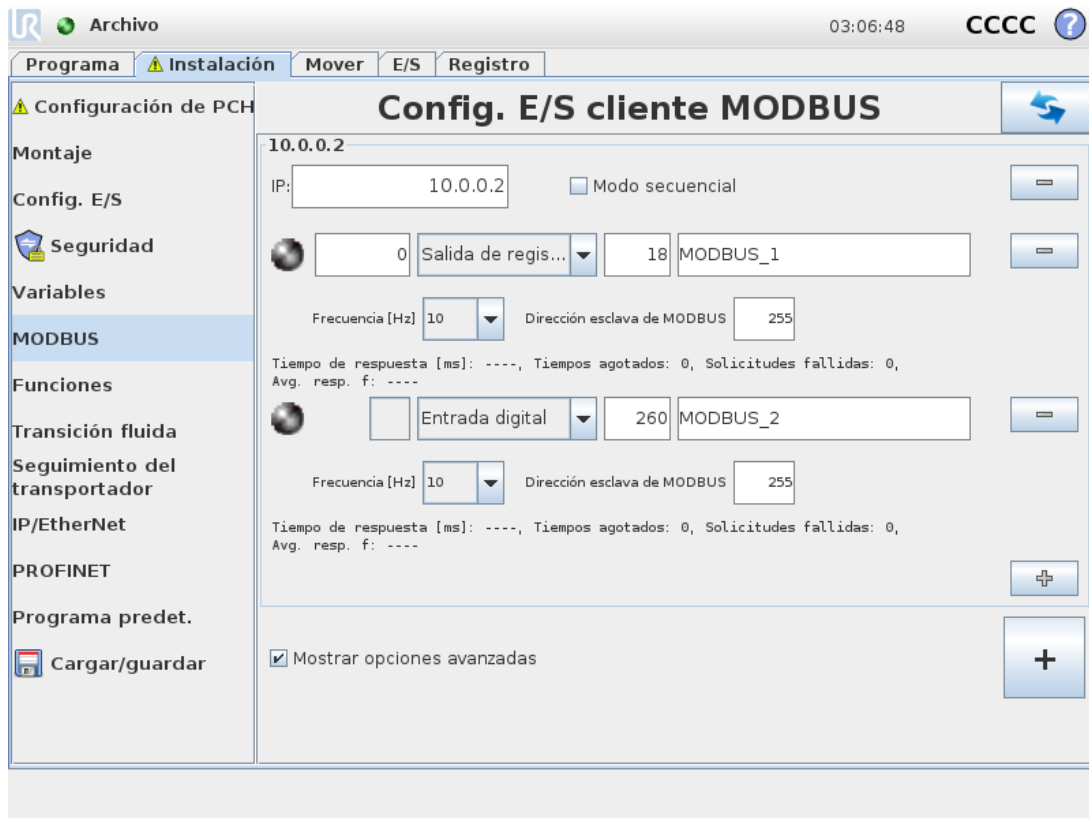 UR Archivo 03:06:48 CCCC ?
Programa Instalación Mover E/S Registro
Configuración de PCH
Montaje
Config. E/S
Seguridad
Variables
MODBUS
Funciones
Transición fluida
Seguimiento del
transportador
IP/EtherNet
PROFINET
Programa predet.
Cargar/guardar
Config. E/S cliente MODBUS
10.0.0.2
IP: 10.0.0.2 Modo secuencial
0 Salida de regis... 18 MODBUS_1
Frecuencia [Hz] 10 Dirección esclava de MODBUS 255
Tiempo de respuesta [ms]: ----, Tiempos agotados: 0, Solicitudes fallidas: 0,
Avg. resp. f: ----
Entrada digital 260 MODBUS_2
Frecuencia [Hz] 10 Dirección esclava de MODBUS 255
Tiempo de respuesta [ms]: ----, Tiempos agotados: 0, Solicitudes fallidas: 0,
Avg. resp. f: ----
Mostrar opciones avanzadas